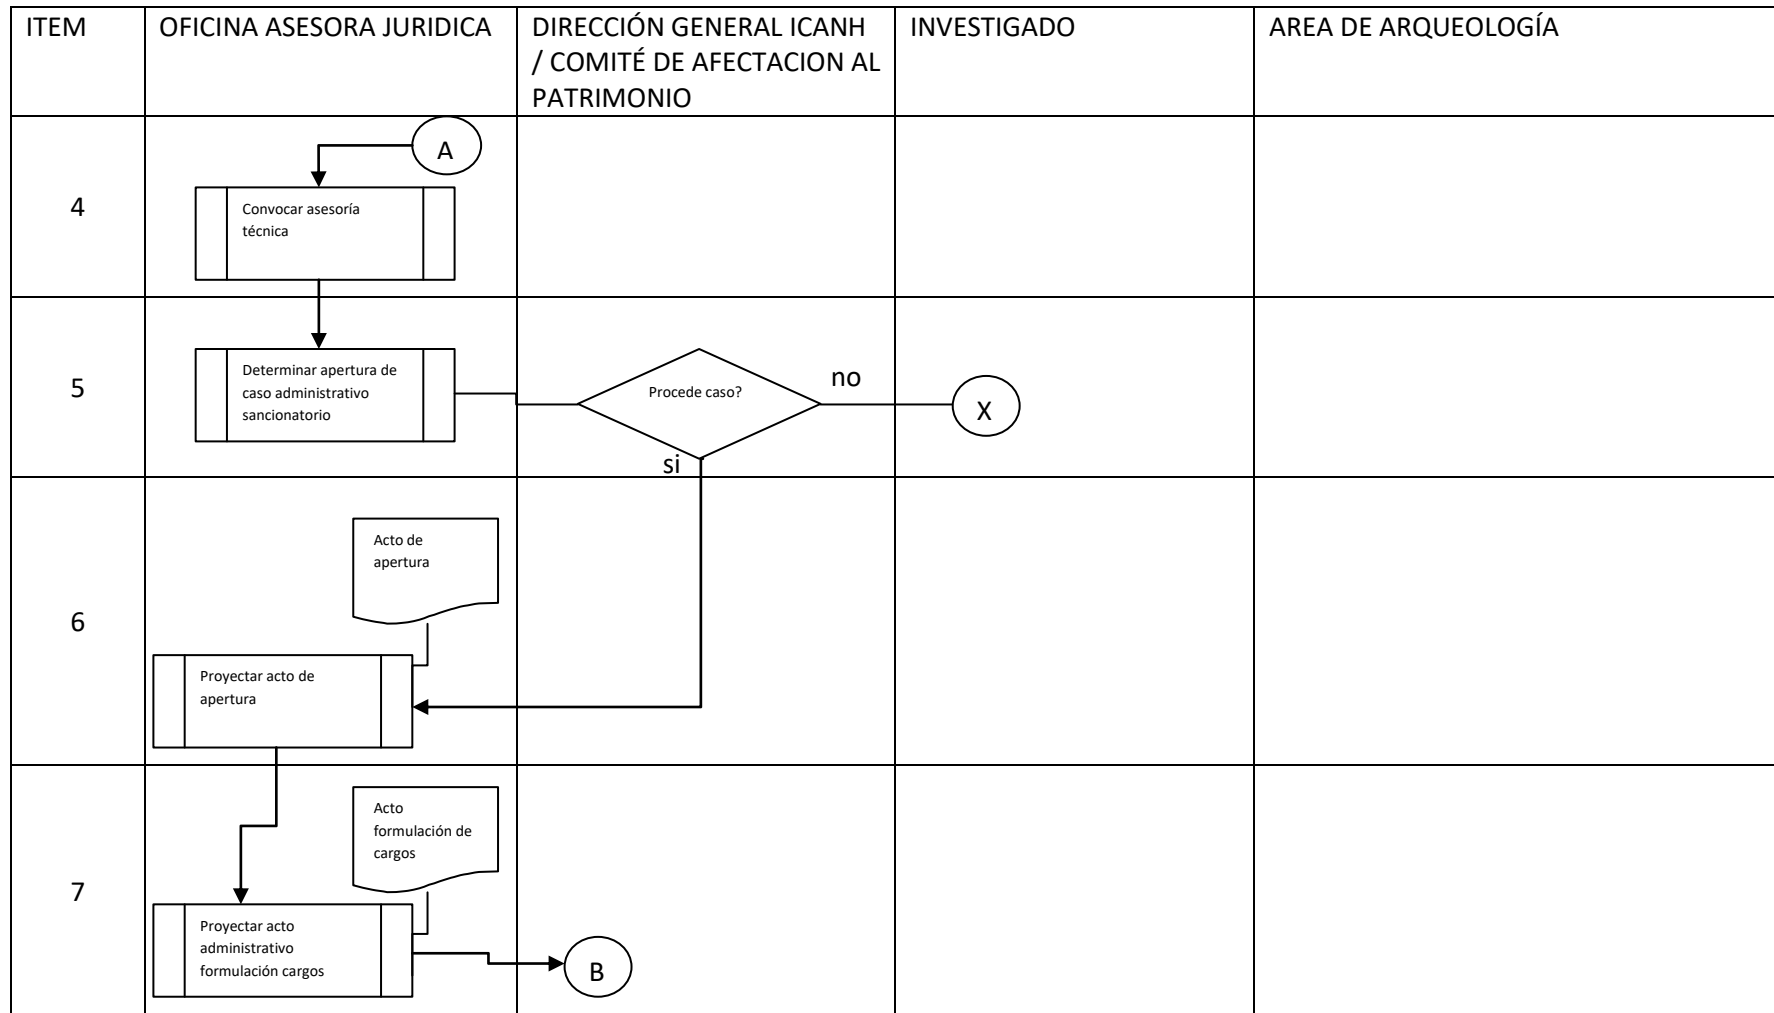 ITEM
OFICINA ASESORA JURIDICA
DIRECCIÓN GENERAL ICANH
/ COMITÉ DE AFECTACION AL
PATRIMONIO
INVESTIGADO
AREA DE ARQUEOLOGÍA
A
4
Convocar asesoría
técnica
5
Determinar apertura de
caso administrativo
sancionatorio
Procede caso?
no
X
si
Acto de
apertura
6
Proyectar acto de
apertura
Acto
formulación de
cargos
7
Proyectar acto
administrativo
formulación cargos
B